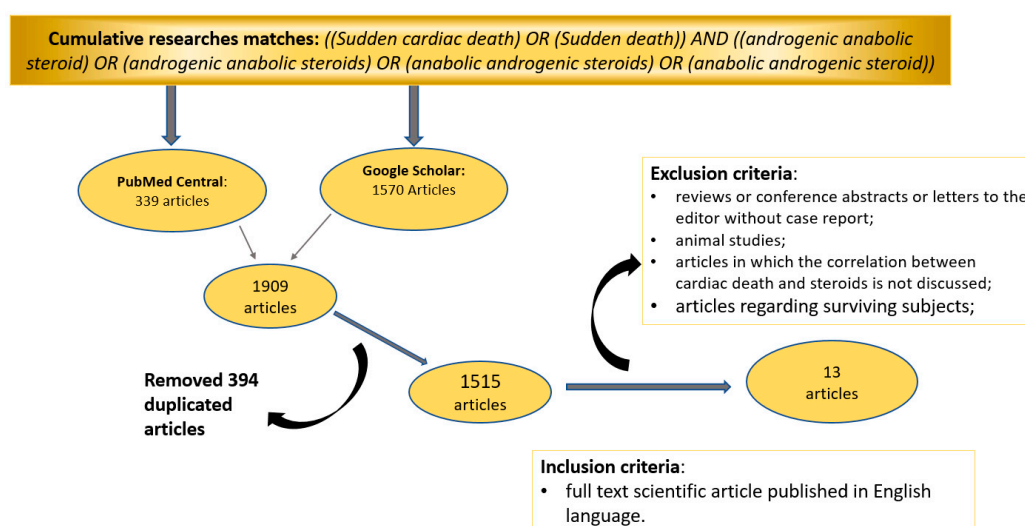 Cumulative researches matches: ((Sudden cardiac death) OR (Sudden death)) AND ((androgenic anabolic
steroid) OR (androgenic anabolic steroids) OR (anabolic androgenic steroids) OR (anabolic androgenic steroid))
PubMed Central:
339 articles
Google Scholar:
1570 Articles
1909
articles
Removed 394
duplicated
articles
1515
articles
Exclusion criteria:
• reviews or conference abstracts or letters to the
editor without case report;
• animal studies;
• articles in which the correlation between
cardiac death and steroids is not discussed;
• articles regarding surviving subjects;
13
articles
Inclusion criteria:
• full text scientific article published in English
language.